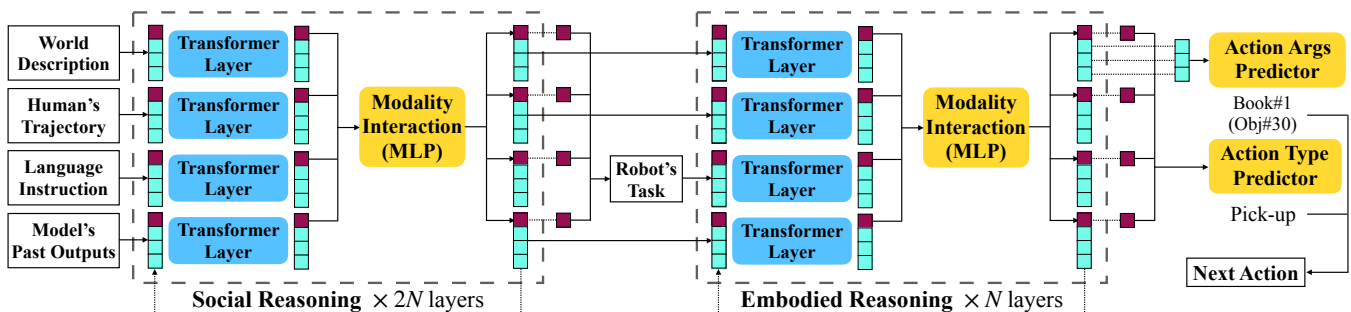 World
Description
Human's
Trajectory
Language
Instruction
Model's
Past Outputs
Transformer
Layer
Transformer
Layer
Transformer
Layer
Transformer
Layer
Modality
Interaction
(MLP)
Social Reasoning × 2N layers
Robot's
Task
Transformer
Layer
Transformer
Layer
Transformer
Layer
Transformer
Layer
Modality
Interaction
(MLP)
Embodied Reasoning × N layers
Action Args
Predictor
Book#1
(Obj#30)
Action Type
Predictor
Pick-up
Next Action